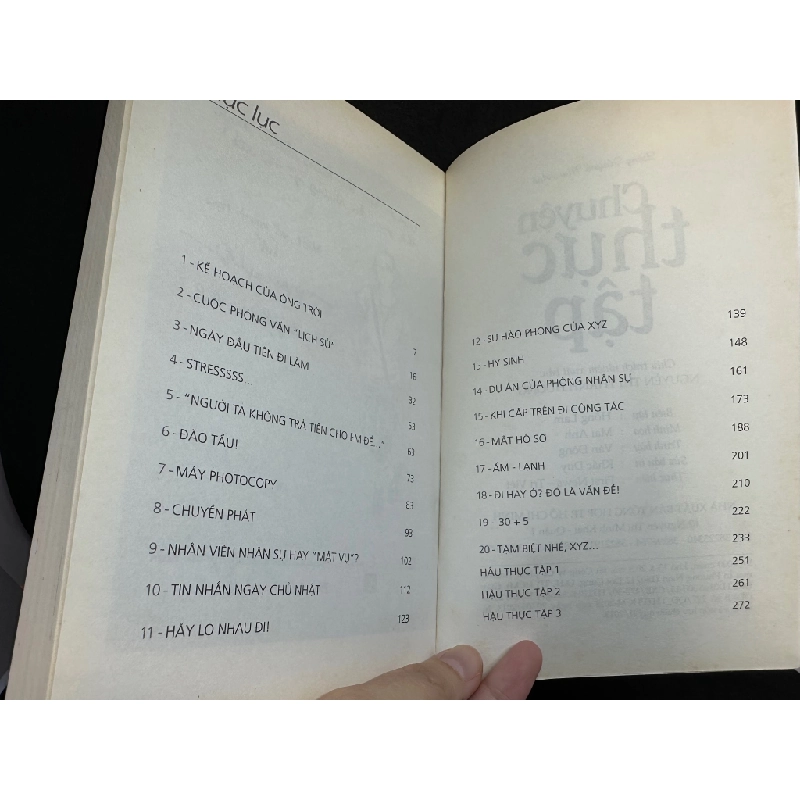 Mục lục
1 - KẾ HOẠCH CỦA ÔNG TRỜI 7
2 - CUỘC PHỎNG VẤN "LỊCH SỬ" 18
3 - NGÀY ĐẦU TIÊN ĐI LÀM 32
4 - STRESSSSS... 53
5 - "NGƯỜI TA KHÔNG TRẢ TIỀN CHO EM ĐỂ..." 63
6 - ĐÀO TẨU! 73
7 - MÁY PHOTOCOPY 83
8 - CHUYỂN PHÁT 93
9 - NHÂN VIÊN NHÂN SỰ HAY "MẬT VỤ"? 102
10 - TIN NHẮN NGÀY CHỦ NHẬT 112
11 - HÃY LO NHAU ĐI! 123
12 - SỰ HÀO PHÓNG CỦA XYZ 139
13 - HY SINH 148
14 - DỰ ÁN CỦA PHÒNG NHÂN SỰ 161
15 - KHI CẤP TRÊN ĐI CÔNG TÁC 173
16 - MẬT HỒ SƠ 188
17 - ẤM - LẠNH 201
18 - ĐI HAY Ở? ĐÓ LÀ VẤN ĐỀ! 210
19 - 30 + 5 222
20 - TẠM BIỆT NHÉ, XYZ... 233
HẬU THỰC TẬP 1 251
HẬU THỰC TẬP 2 261
HẬU THỰC TẬP 3 272
Chuyện
thực
tập